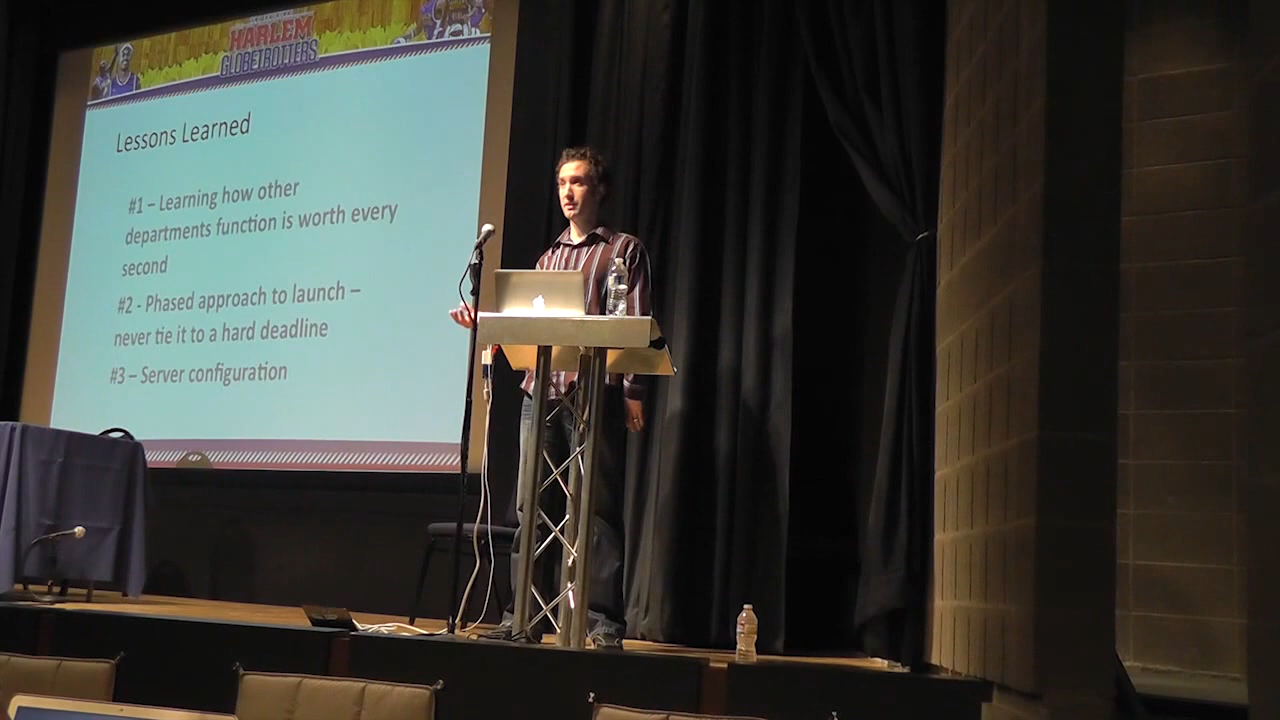 HARLEM
GLOBETROTTERS
Lessons Learned
#1 – Learning how other
departments function is worth every
second
#2 - Phased approach to launch –
never tie it to a hard deadline
#3 – Server configuration